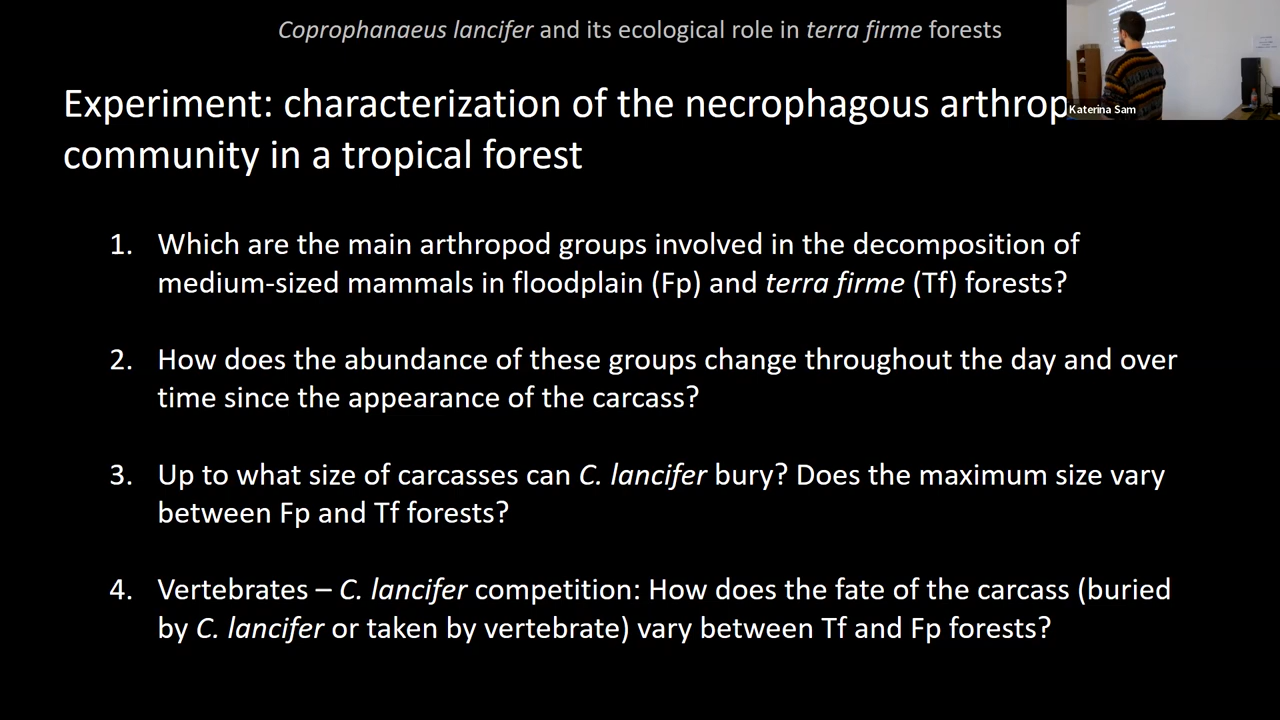 Coprophanaeus lancifer and its ecological role in terra firme forests
Experiment: characterization of the necrophagous
community in a tropical forest
Katerina Sam
1. Which are the main arthropod groups involved in the decomposition of
medium-sized mammals in floodplain (Fp) and terra firme (Tf) forests?
2. How does the abundance of these groups change throughout the day and over
time since the appearance of the carcass?
3. Up to what size of carcasses can C. lancifer bury? Does the maximum size vary
between Fp and Tf forests?
4. Vertebrates – C. lancifer competition: How does the fate of the carcass (buried
by C. lancifer or taken by vertebrate) vary between Tf and Fp forests?